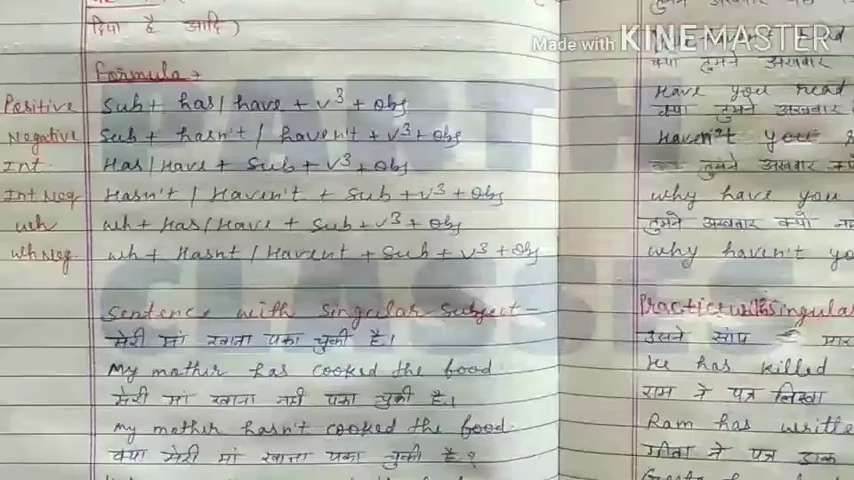 दिया है आदि)
Formula →
Positive Sub + has/have + v³ + Obj
Negative Sub + hasn't / haven't + v³ + Obj
Int. Has/Have + Sub + v³ + Obj
Int Neg Hasn't / Haven't + Sub + v³ + Obj
wh wh + Has/Have + Sub + v³ + Obj
wh Neg. wh + Hasnt / Havent + Sub + v³ + Obj
Sentence with Singular Subject -
मेरी मां खाना पका चुकी है।
My mother has cooked the food
मेरी मां खाना नहीं पका चुकी है।
My mother hasn't cooked the food.
क्या मेरी मां खाना पका चुकी है?
क्या तुमने अखबार
Have you read
क्या तुमने अखबार
Haven't you
तुमने अखबार
why have you
तुमने अखबार क्यों
why haven't
Practice with Singular
उसने सांप मार
He has killed
राम ने पत्र लिखा
Ram has written
गीता ने पत्र डाक
Made with KINEMASTER
PARTH
CLASSES